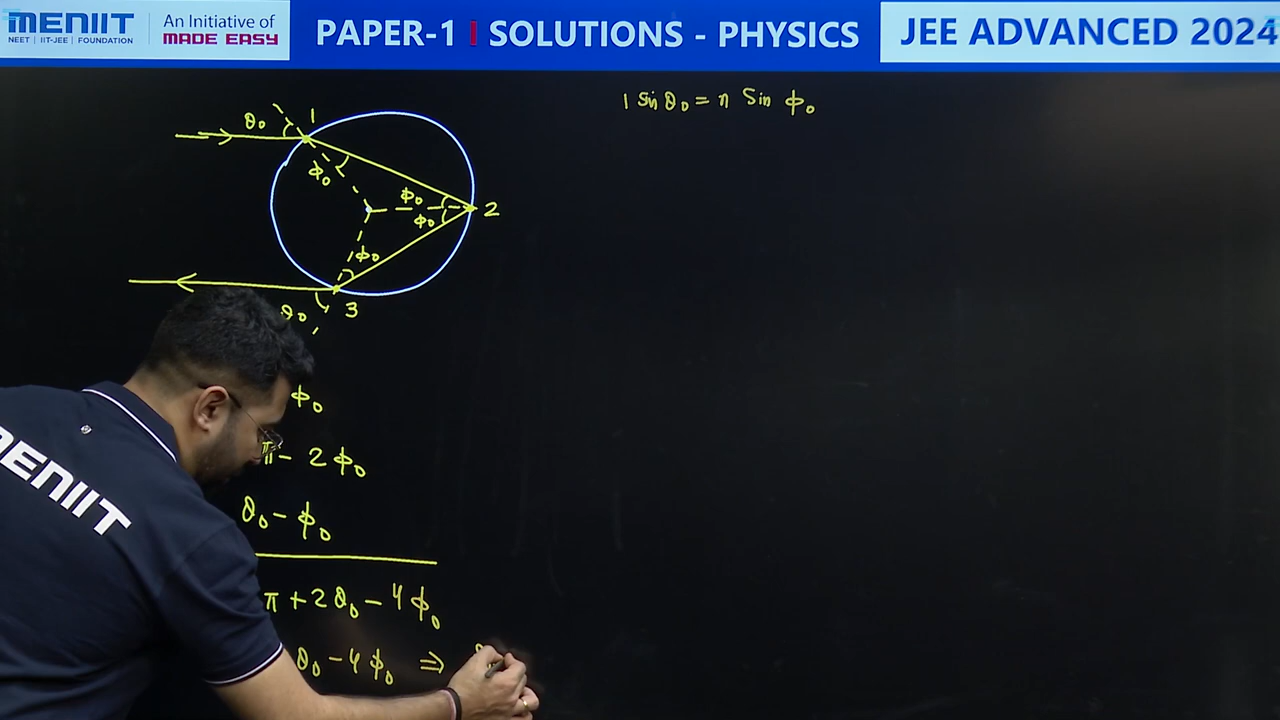 MENIIT
NEET | IIT-JEE | FOUNDATION
An Initiative of
MADE EASY
PAPER-1 | SOLUTIONS - PHYSICS
JEE ADVANCED 2024
1 sin θ₀ = n Sin ϕ₀
θ₀
1
ϕ₀
ϕ₀
2
ϕ₀
ϕ₀
θ₀
3
ϕ₀
π - 2ϕ₀
θ₀ - ϕ₀
π + 2θ₀ - 4ϕ₀
θ₀ - 4ϕ₀ ⇒
MENIIT